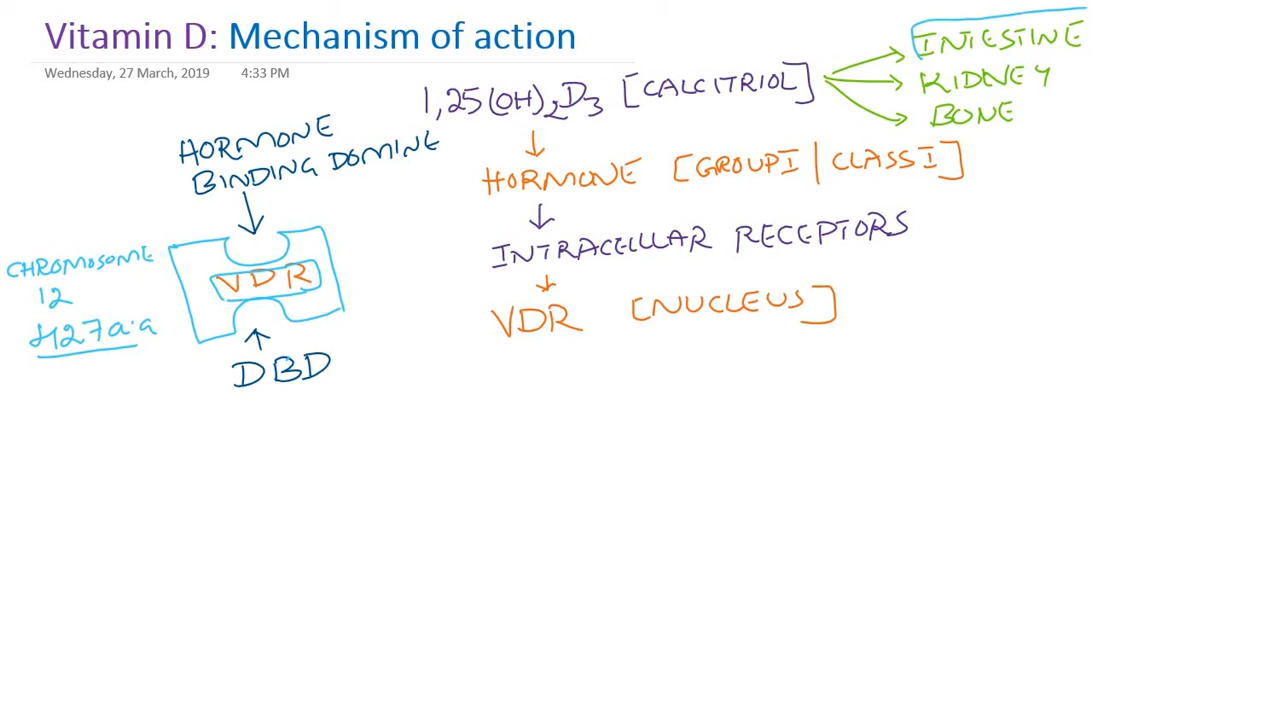 Vitamin D: Mechanism of action
Wednesday, 27 March, 2019 4:33 PM
1,25(OH)2D3 [CALCITRIOL]
INTESTINE
KIDNEY
BONE
HORMONE [GROUP I | CLASS I]
INTRACELLULAR RECEPTORS
VDR [NUCLEUS]
HORMONE
BINDING DOMINE
VDR
DBD
CHROMOSOME
12
427a.a